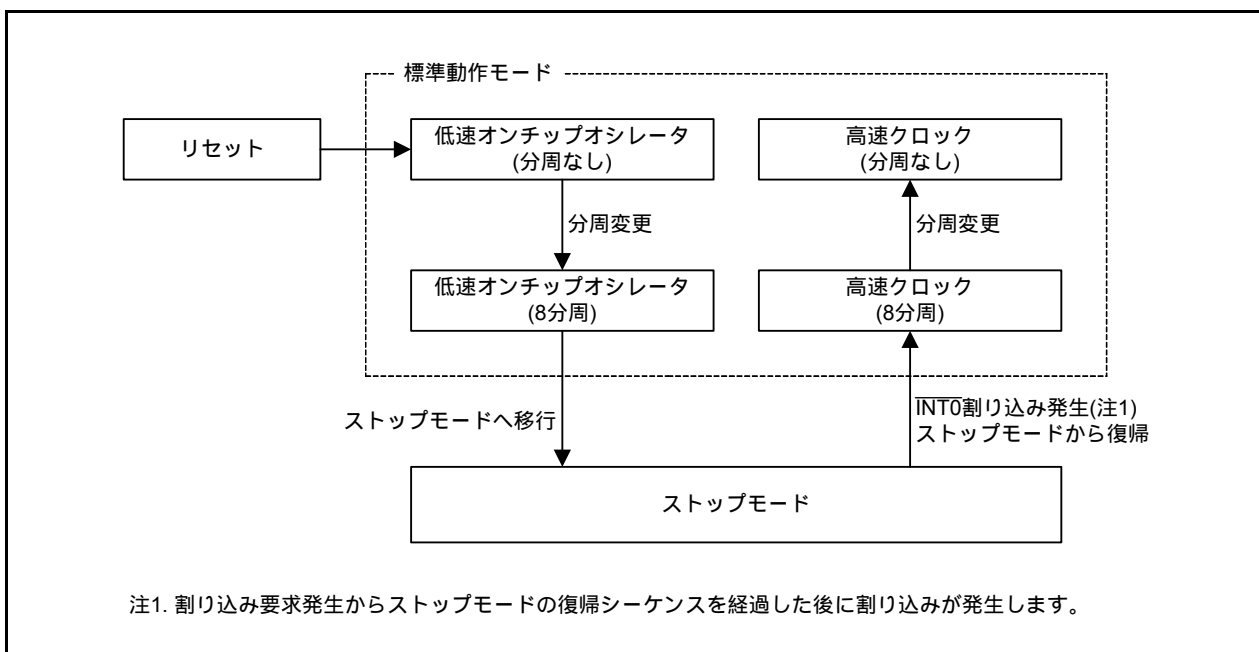 標準動作モード
リセット
低速オンチップオシレータ
(分周なし)
高速クロック
(分周なし)
分周変更
分周変更
低速オンチップオシレータ
(8分周)
高速クロック
(8分周)
ストップモードへ移行
INT0割り込み発生(注1)
ストップモードから復帰
ストップモード
注1. 割り込み要求発生からストップモードの復帰シーケンスを経過した後に割り込みが発生します。